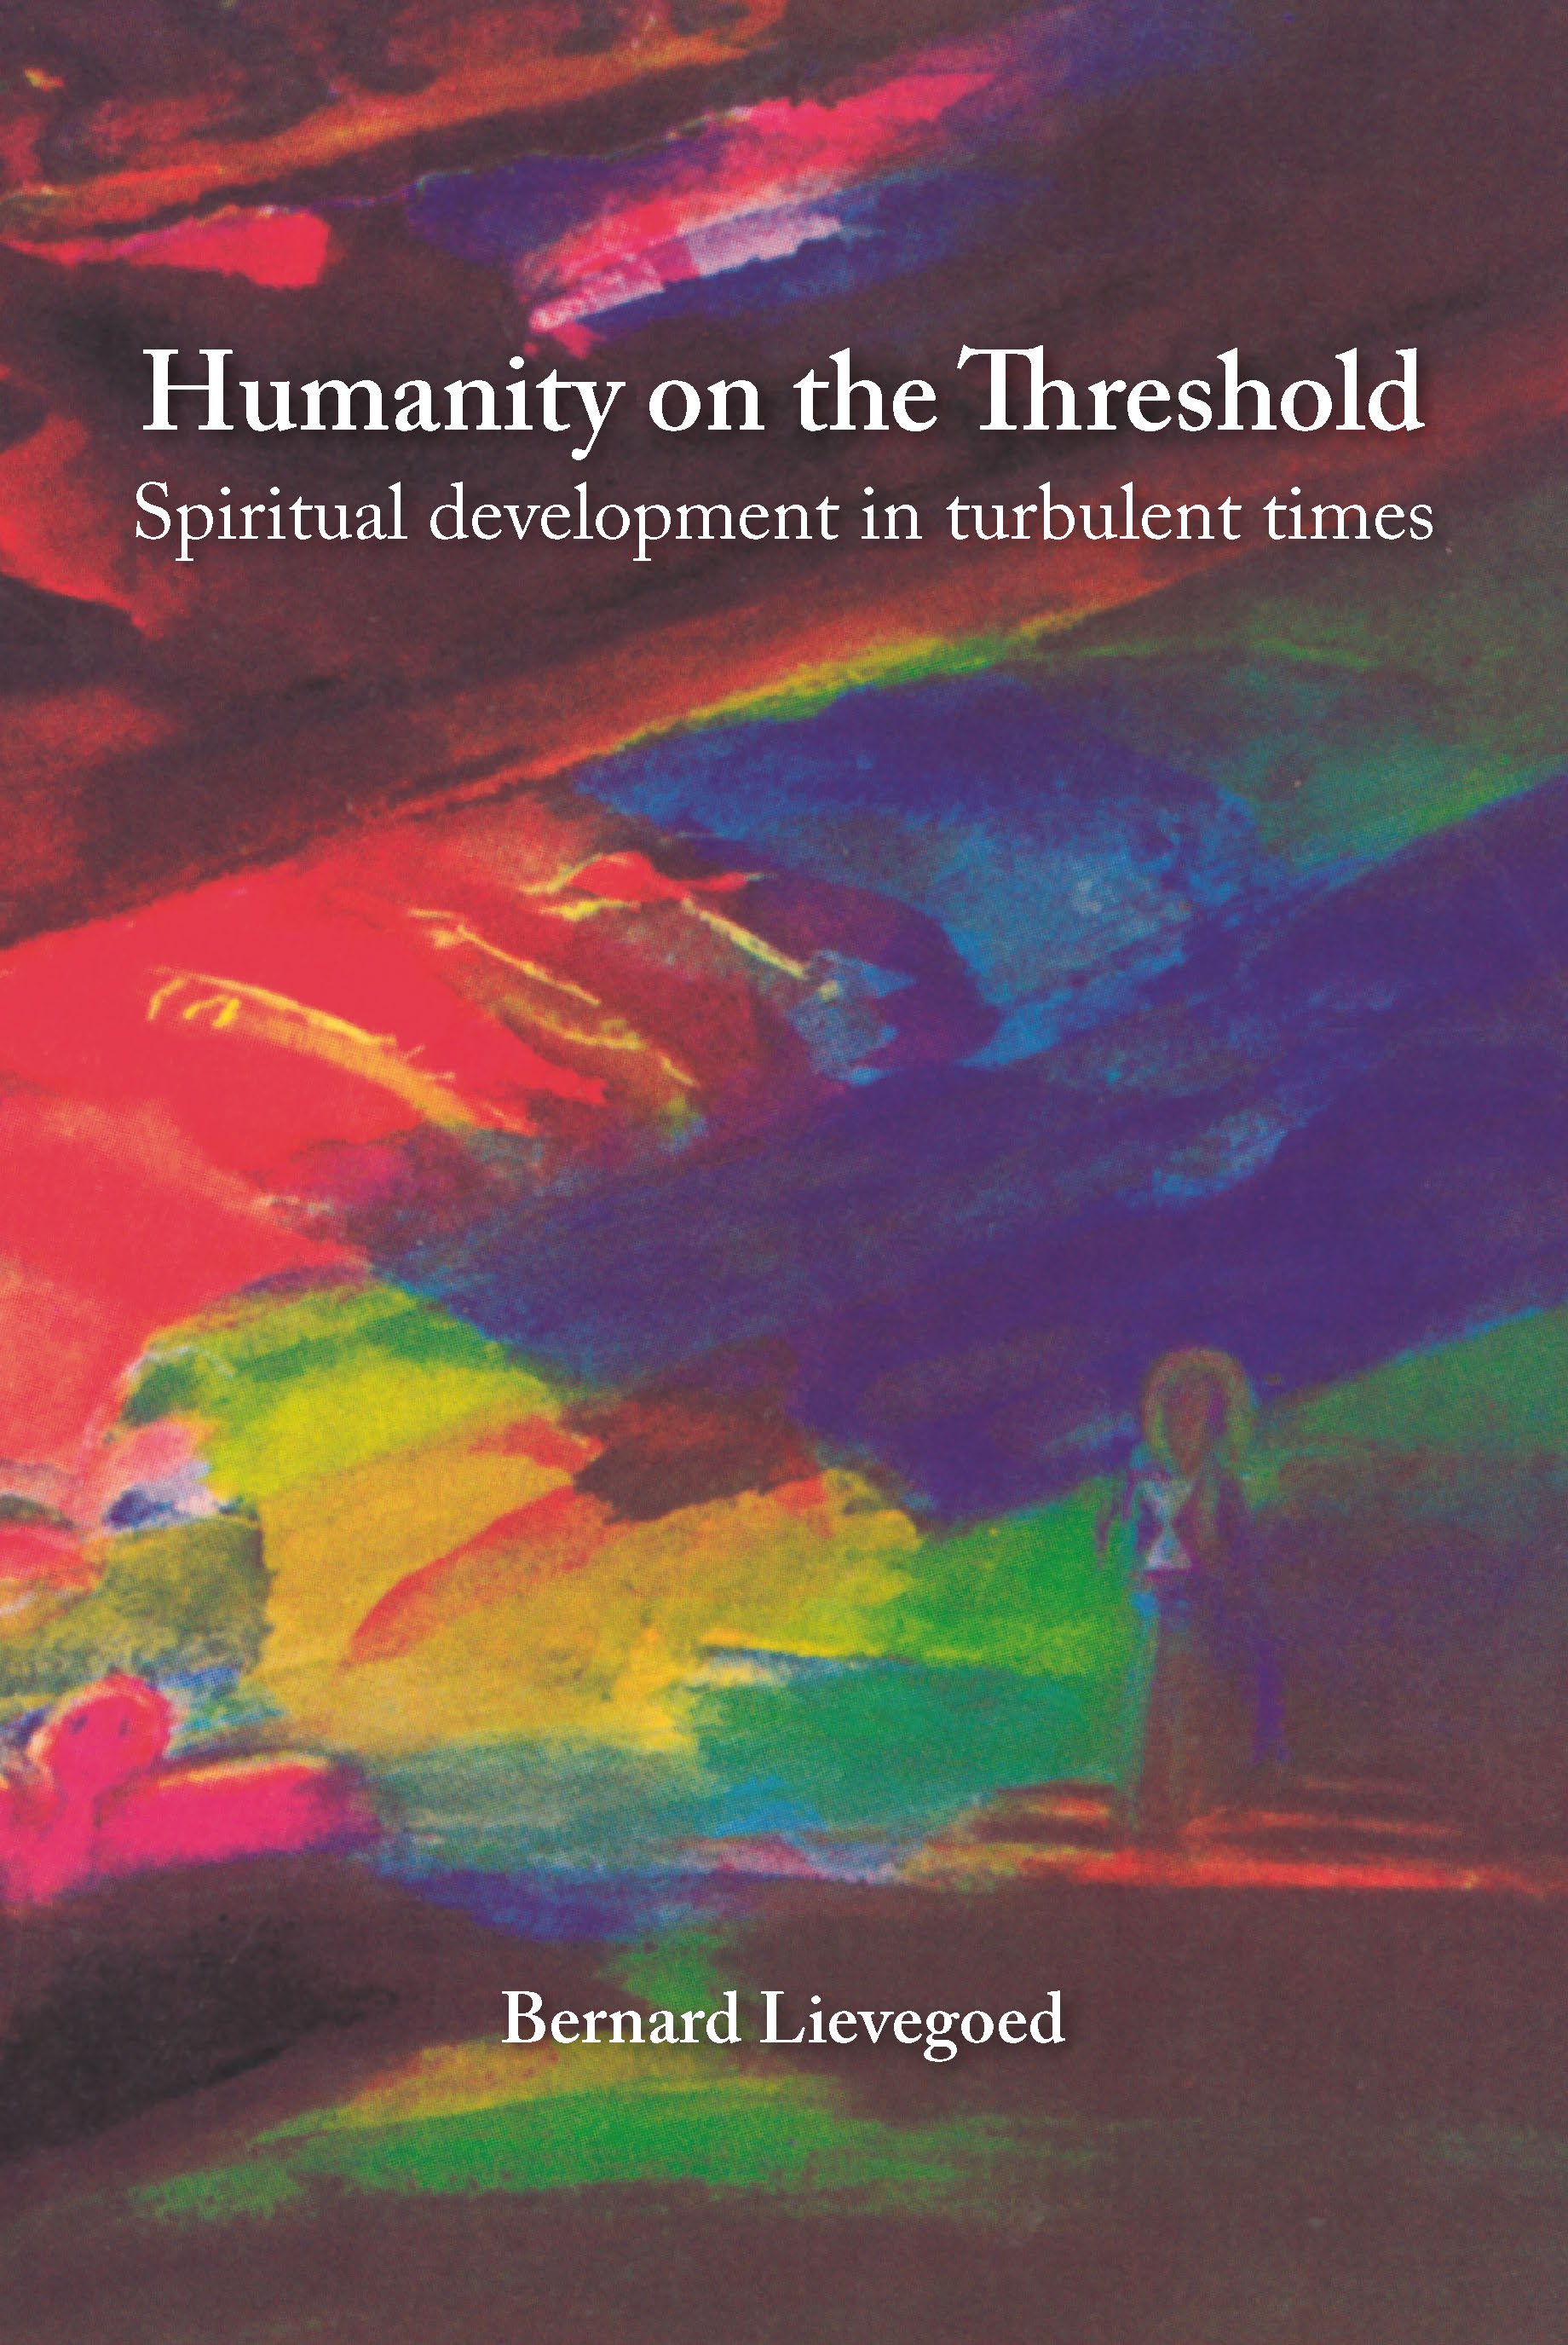 Humanity on the Threshold
Spiritual development in turbulent times
Bernard Lievegoed